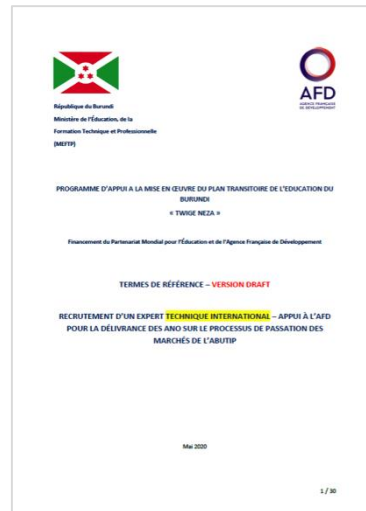 AFD
AGENCE FRANÇAISE
DE DÉVELOPPEMENT
République du Burundi
Ministère de l'Éducation, de la
Formation Technique et Professionnelle
(MEFTP)
PROGRAMME D'APPUI A LA MISE EN ŒUVRE DU PLAN TRANSITOIRE DE L'EDUCATION DU
BURUNDI
« TWIGE NEZA »
Financement du Partenariat Mondial pour l'Éducation et de l'Agence Française de Développement
TERMES DE RÉFÉRENCE – VERSION DRAFT
RECRUTEMENT D'UN EXPERT TECHNIQUE INTERNATIONAL – APPUI À L'AFD
POUR LA DÉLIVRANCE DES ANO SUR LE PROCESSUS DE PASSATION DES
MARCHÉS DE L'ABUTIP
Mai 2020
1 / 30